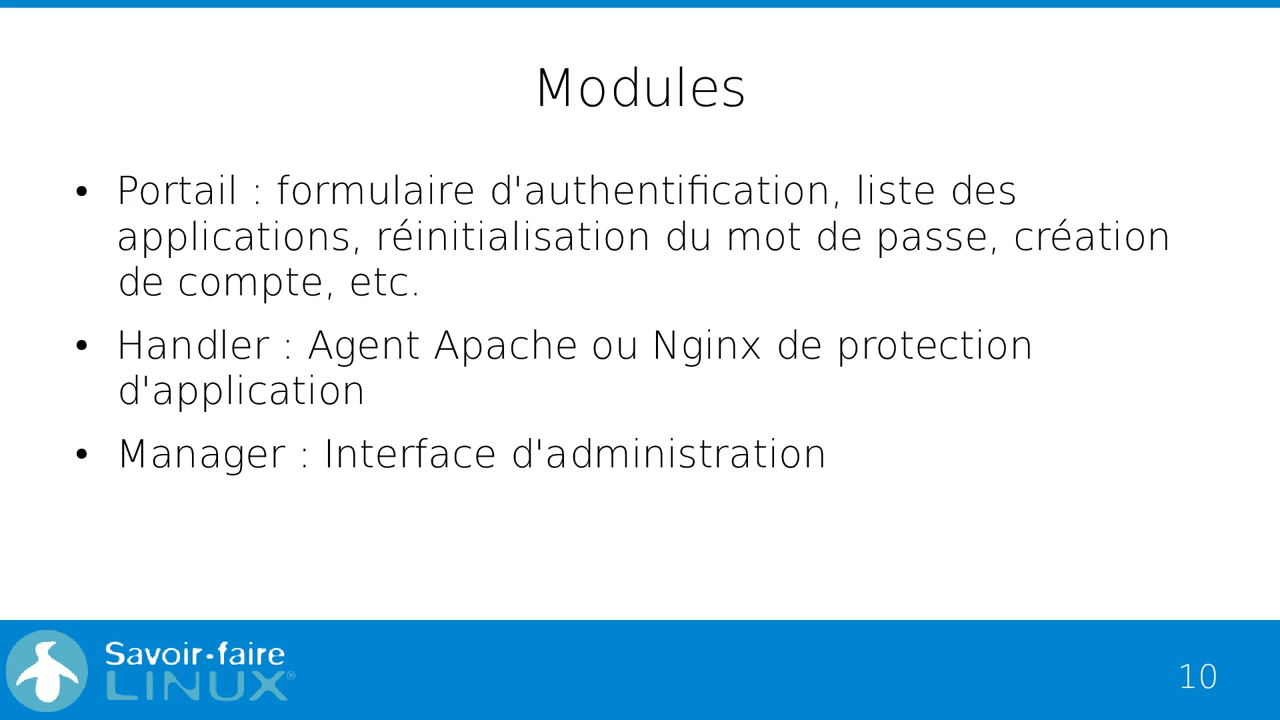 Modules
• Portail : formulaire d'authentification, liste des
applications, réinitialisation du mot de passe, création
de compte, etc.
• Handler : Agent Apache ou Nginx de protection
d'application
• Manager : Interface d'administration
Savoir-faire
LINUX®
10